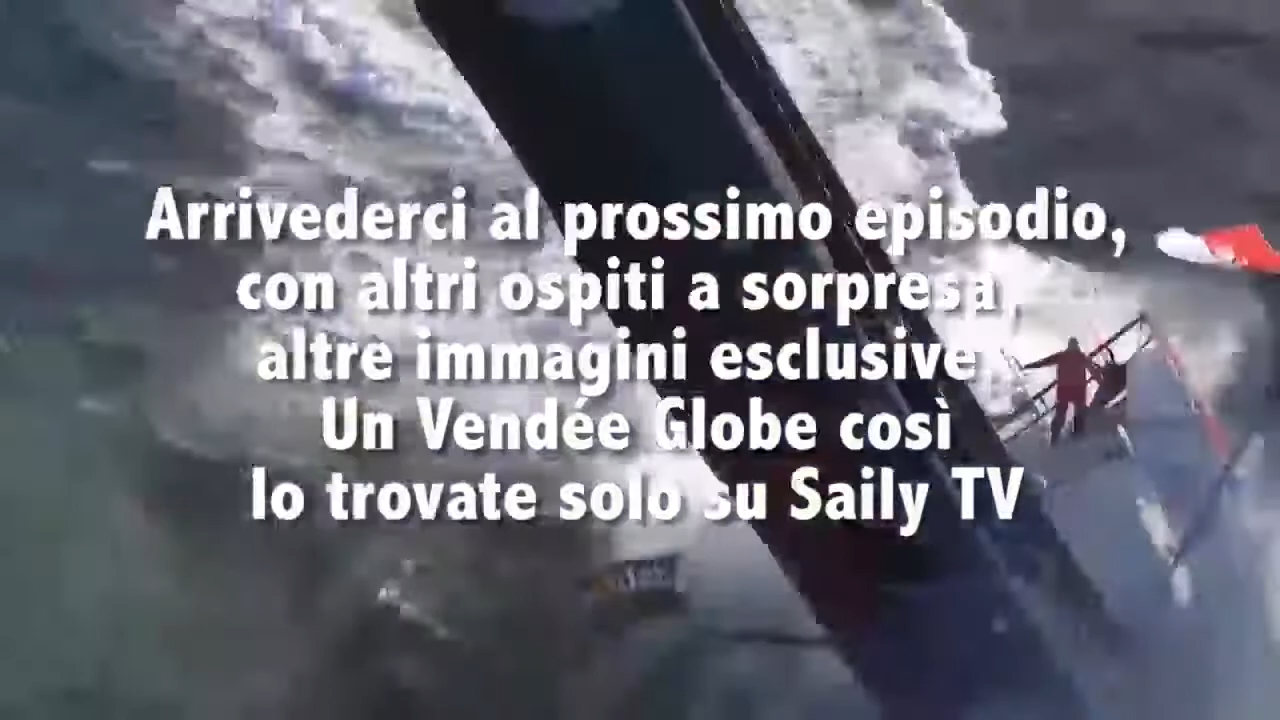 Arrivederci al prossimo episodio,
con altri ospiti a sorpresa,
altre immagini esclusive
Un Vendée Globe così
lo trovate solo su Saily TV